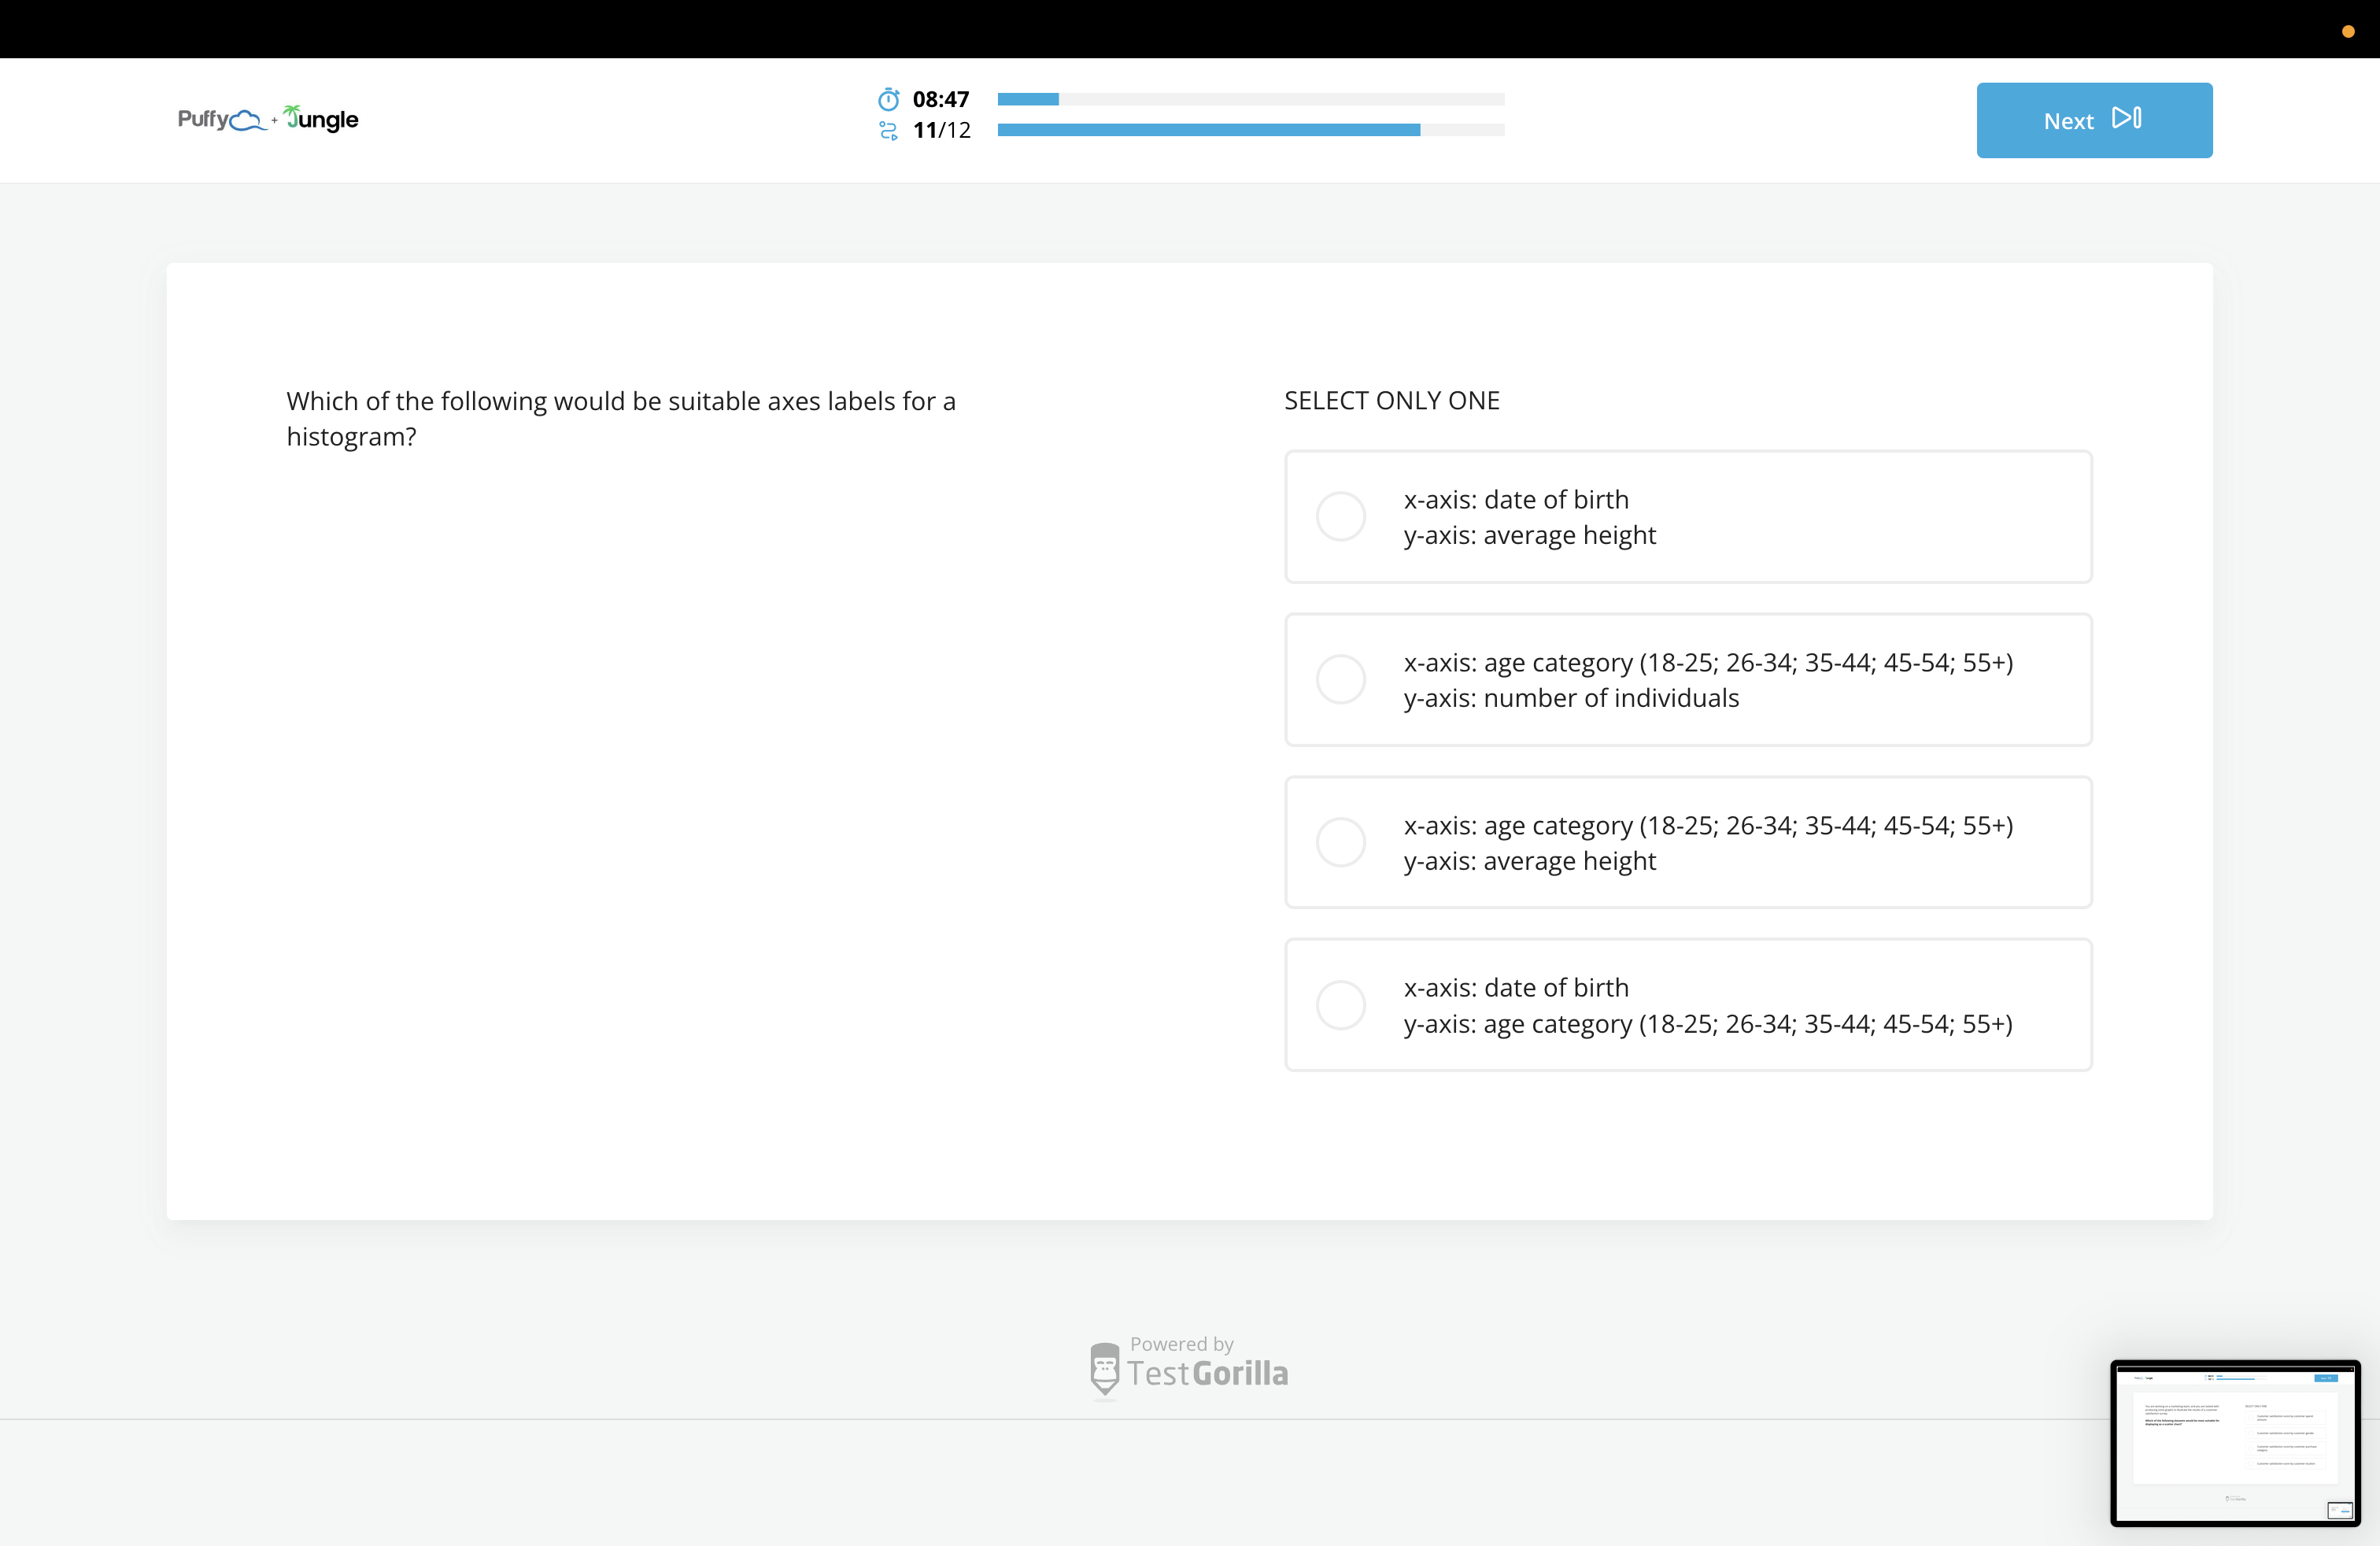 Puffy + Jungle
08:47
11/12
Next
Which of the following would be suitable axes labels for a
histogram?
SELECT ONLY ONE
x-axis: date of birth
y-axis: average height
x-axis: age category (18-25; 26-34; 35-44; 45-54; 55+)
y-axis: number of individuals
x-axis: age category (18-25; 26-34; 35-44; 45-54; 55+)
y-axis: average height
x-axis: date of birth
y-axis: age category (18-25; 26-34; 35-44; 45-54; 55+)
Powered by
TestGorilla